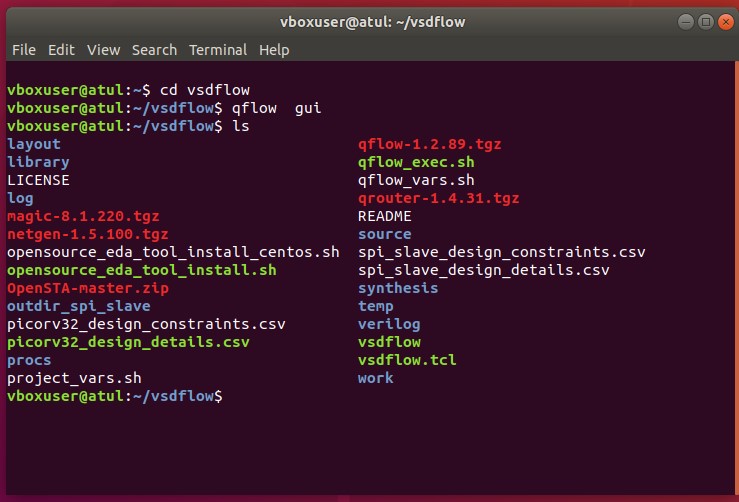 vboxuser@atul: ~/vsdflow
File Edit View Search Terminal Help
vboxuser@atul:~$ cd vsdflow
vboxuser@atul:~/vsdflow$ qflow  gui
vboxuser@atul:~/vsdflow$ ls
layout qflow-1.2.89.tgz
library qflow_exec.sh
LICENSE qflow_vars.sh
log qrouter-1.4.31.tgz
magic-8.1.220.tgz README
netgen-1.5.100.tgz source
opensource_eda_tool_install_centos.sh spi_slave_design_constraints.csv
opensource_eda_tool_install.sh spi_slave_design_details.csv
OpenSTA-master.zip synthesis
outdir_spi_slave temp
picorv32_design_constraints.csv verilog
picorv32_design_details.csv vsdflow
procs vsdflow.tcl
project_vars.sh work
vboxuser@atul:~/vsdflow$